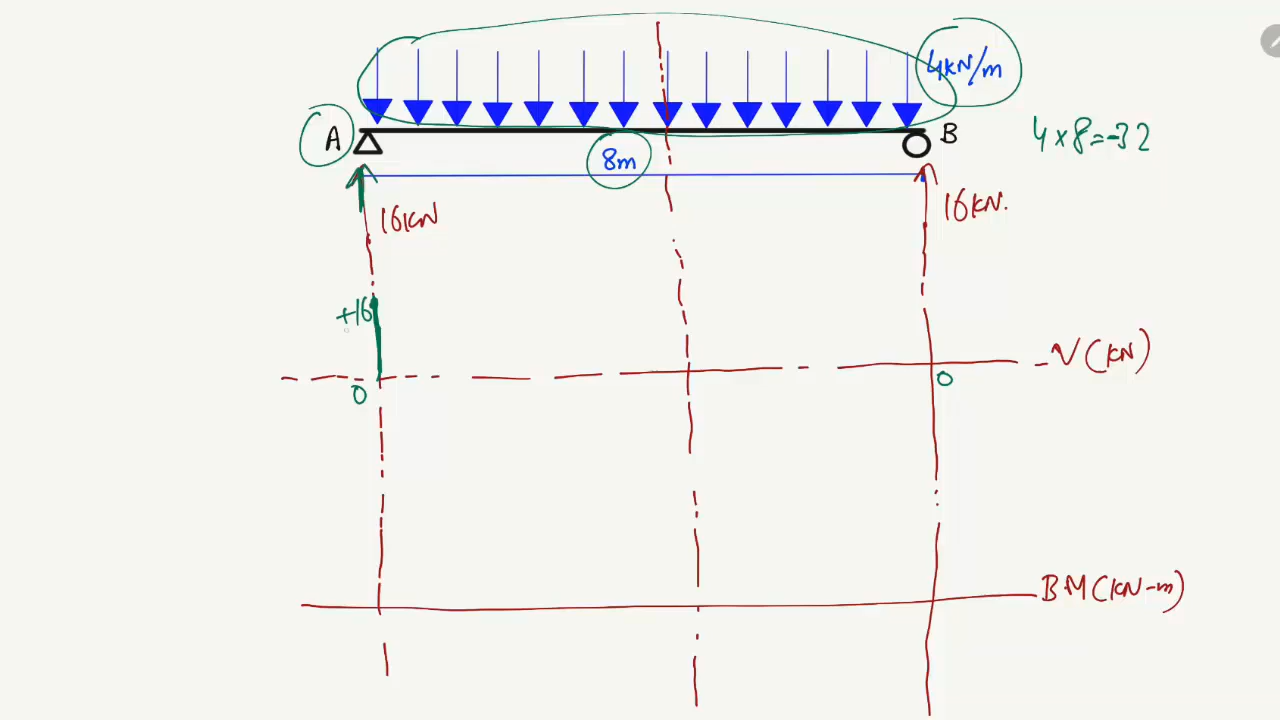 4kN/m
A
B
8m
4 x 8 = -32
16KN
16KN.
+16
V(KN)
0
0
BM(KN-m)